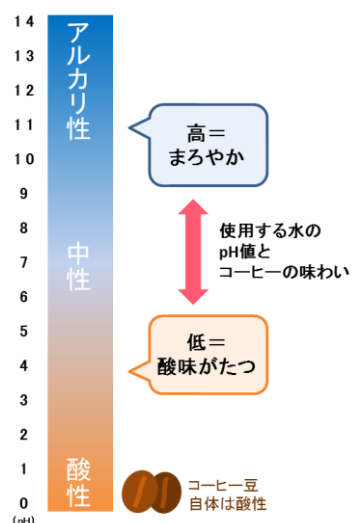 14
13
12
11
10
9
8
7
6
5
4
3
2
1
0
(pH)
アルカリ性
中性
酸性
高＝
まろやか
使用する水の
pH値と
コーヒーの味わい
低＝
酸味がたつ
コーヒー豆
自体は酸性